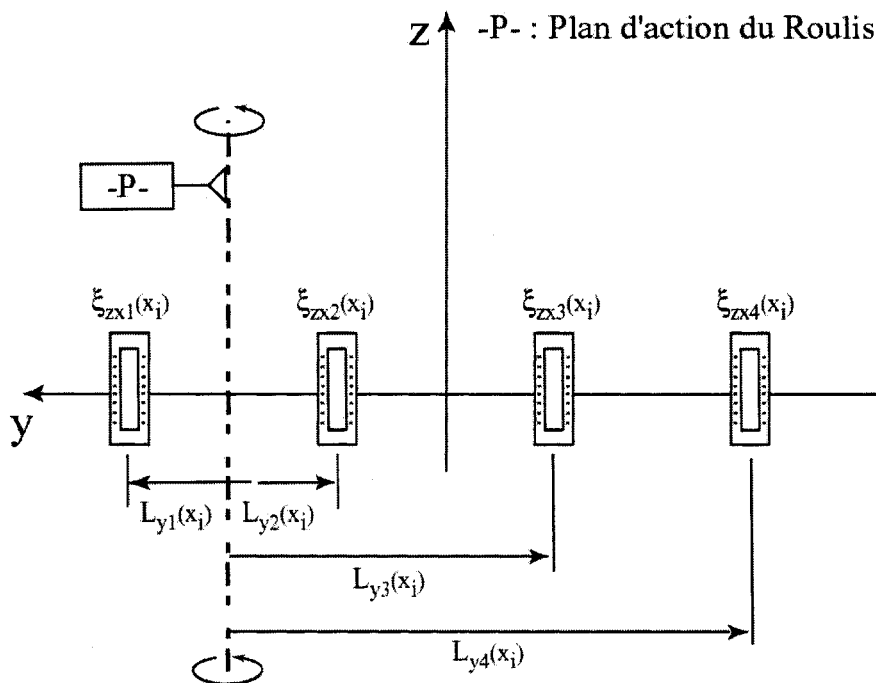 z -P- : Plan d'action du Roulis
-P-
ξzx1(xi) ξzx2(xi) ξzx3(xi) ξzx4(xi)
y
Ly1(xi) Ly2(xi)
Ly3(xi)
Ly4(xi)